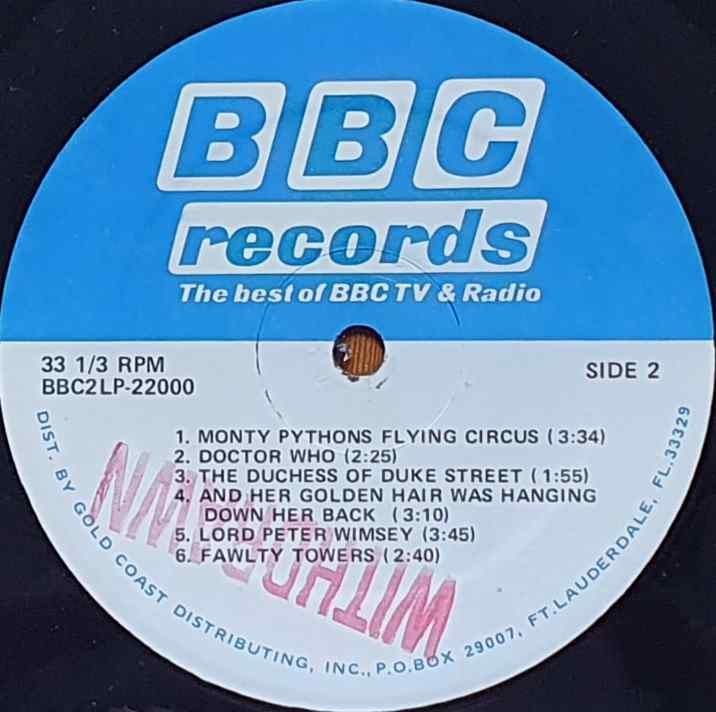 BBC
records
The best of BBC TV & Radio
33 1/3 RPM
BBC2LP-22000
SIDE 2
1. MONTY PYTHONS FLYING CIRCUS (3:34)
2. DOCTOR WHO (2:25)
3. THE DUCHESS OF DUKE STREET (1:55)
4. AND HER GOLDEN HAIR WAS HANGING
DOWN HER BACK (3:10)
5. LORD PETER WIMSEY (3:45)
6. FAWLTY TOWERS (2:40)
WITHDRAWN
DIST. BY GOLD COAST DISTRIBUTING, INC., P.O.BOX 29007, FT. LAUDERDALE, FL.33329